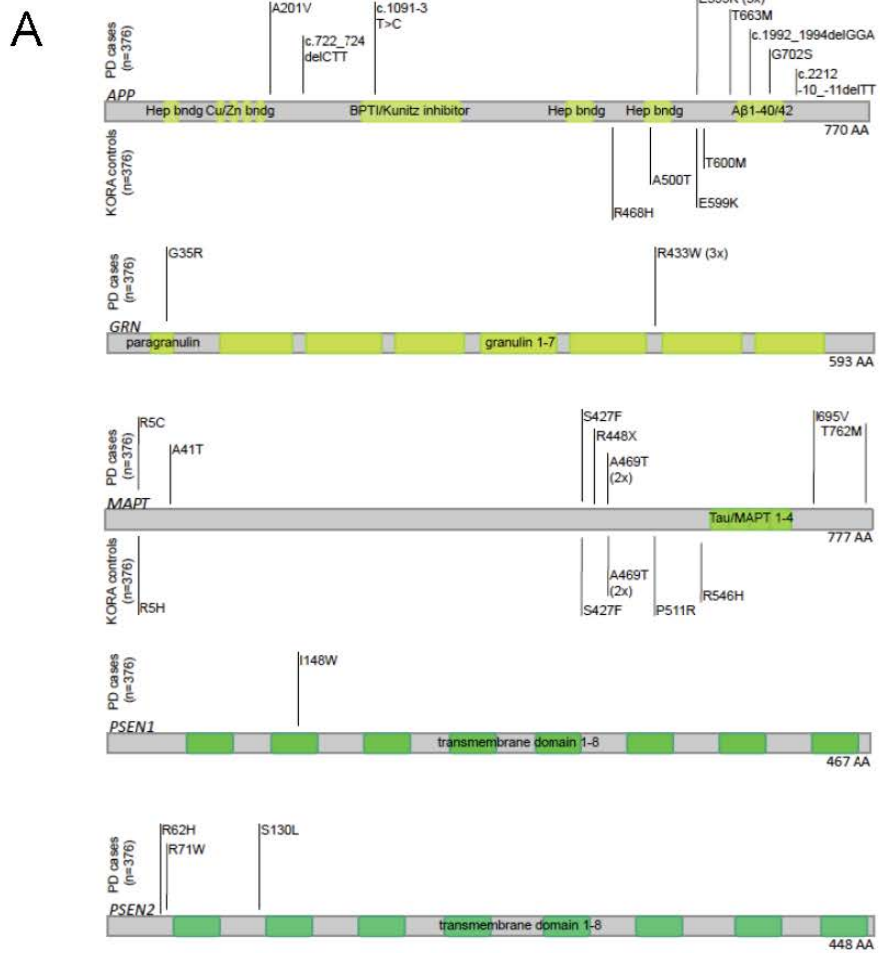 A
PD cases
(n=376)
A201V
c.722_724
delCTT
c.1091-3
T>C
T663M
c.1992_1994delGGA
G702S
c.2212
-10_-11delTT
APP
Hep bndg Cu/Zn bndg BPTI/Kunitz inhibitor Hep bndg Hep bndg Aβ1-40/42
770 AA
KORA controls
(n=376)
R468H
A500T
E599K
T600M
PD cases
(n=376)
G35R
R433W (3x)
GRN
paragranulin granulin 1-7
593 AA
PD cases
(n=376)
R5C
A41T
S427F
R448X
A469T
(2x)
I695V
T762M
MAPT
Tau/MAPT 1-4
777 AA
KORA controls
(n=376)
R5H
S427F
A469T
(2x)
P511R
R546H
PD cases
(n=376)
I148W
PSEN1
transmembrane domain 1-8
467 AA
PD cases
(n=376)
R62H
R71W
S130L
PSEN2
transmembrane domain 1-8
448 AA